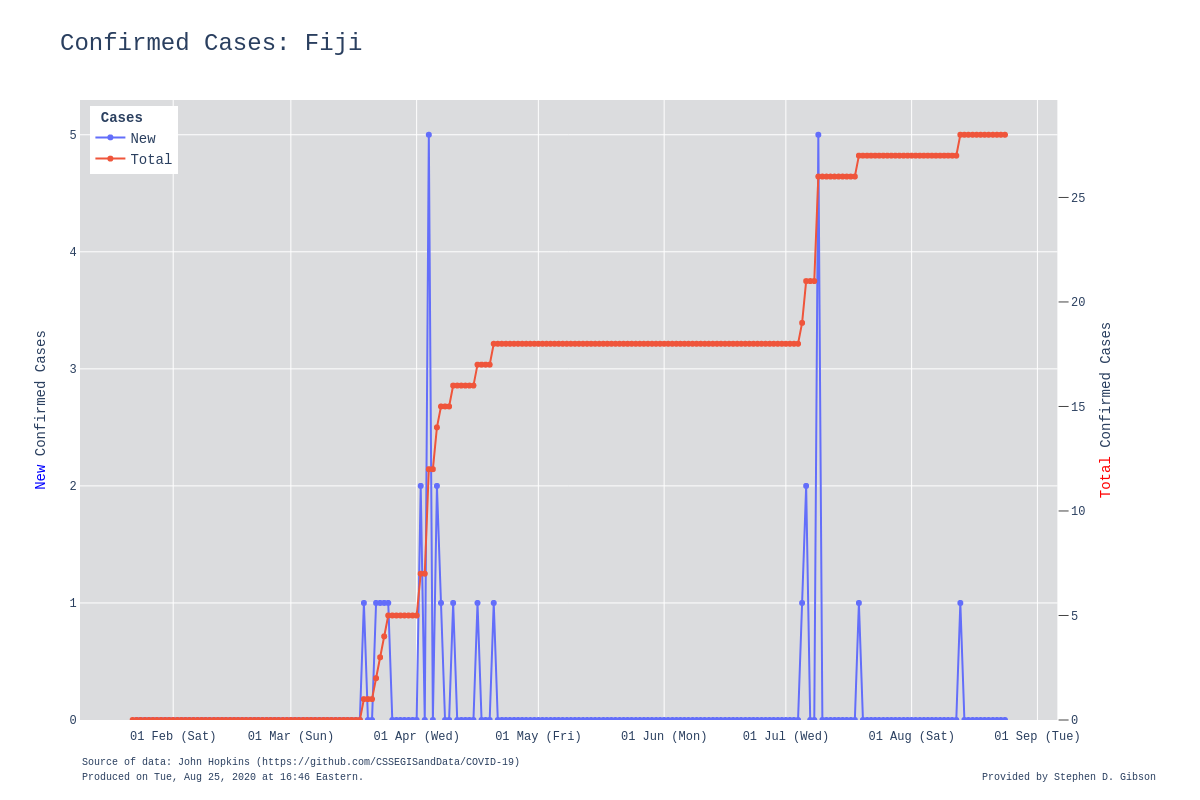 Confirmed Cases: Fiji
Cases
New
Total
5
4
3
2
1
0
New Confirmed Cases
25
20
15
10
5
0
Total Confirmed Cases
01 Feb (Sat) 01 Mar (Sun) 01 Apr (Wed) 01 May (Fri) 01 Jun (Mon) 01 Jul (Wed) 01 Aug (Sat) 01 Sep (Tue)
Source of data: John Hopkins (https://github.com/CSSEGISandData/COVID-19)
Produced on Tue, Aug 25, 2020 at 16:46 Eastern.
Provided by Stephen D. Gibson